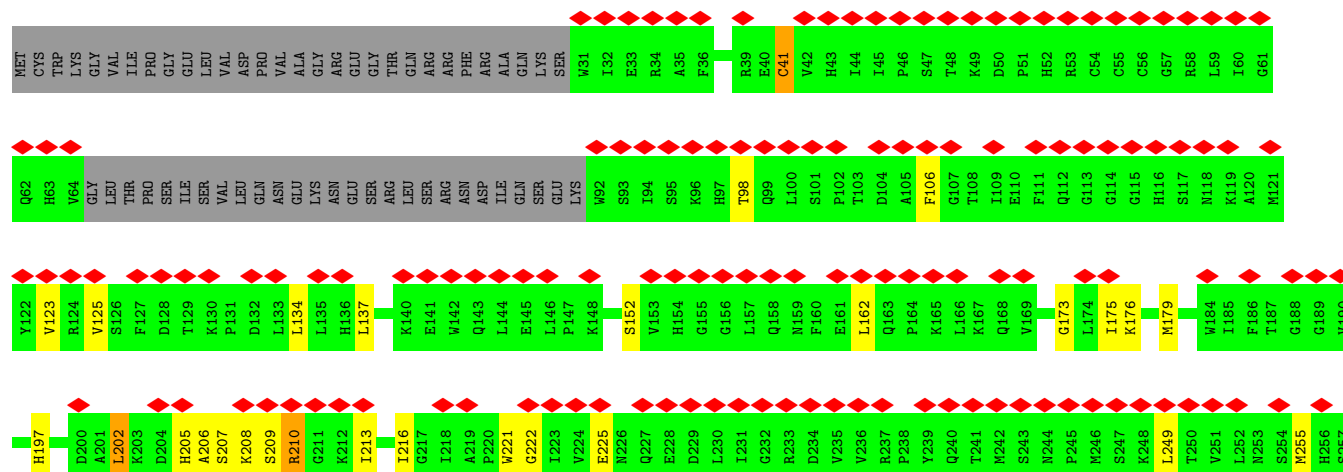 MET CYS TRP LYS GLY VAL ILE PRO GLY GLU LEU VAL ASP PRO VAL ALA GLY ARG GLU GLY THR GLN ARG ARG PHE ARG ALA GLN LYS SER W31 I32 E33 R34 A35 F36 R39 E40 C41 V42 H43 I44 I45 P46 S47 T48 K49 D50 P51 H52 R53 C54 C55 C56 G57 R58 L59 I60 G61
Q62 H63 V64 GLY LEU THR PRO SER ILE SER VAL LEU GLN ASN GLU LYS ASN GLU SER ARG LEU SER ARG ASN ASP ILE GLN SER GLU LYS W92 S93 I94 S95 K96 H97 T98 Q99 L100 S101 P102 T103 D104 A105 F106 G107 T108 I109 E110 F111 Q112 G113 G114 G115 H116 S117 N118 K119 A120 M121
Y122 V123 R124 V125 S126 F127 D128 T129 K130 P131 D132 L133 L134 L135 H136 L137 K140 E141 W142 Q143 L144 E145 L146 P147 K148 S152 V153 H154 G155 G156 L157 Q158 N159 F160 E161 L162 Q163 P164 K165 L166 K167 Q168 V169 G173 L174 I175 K176 M179 W184 I185 F186 T187 G188 G189
H197 D200 A201 L202 K203 D204 H205 A206 S207 K208 S209 R210 G211 K212 I213 I216 G217 I218 A219 P220 W221 G222 I223 V224 E225 N226 Q227 E228 D229 L230 I231 G232 R233 D234 V235 V236 R237 P238 Y239 Q240 T241 M242 S243 N244 P245 M246 S247 K248 L249 T250 V251 L252 N253 S254 M255 H256